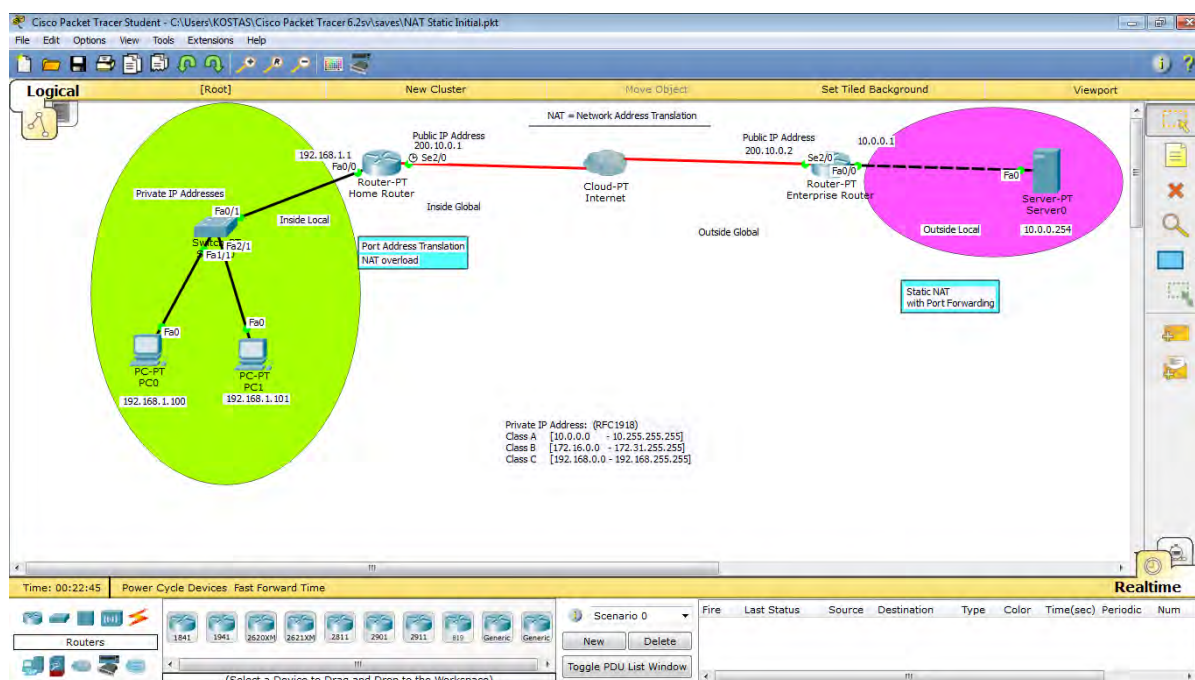 Cisco Packet Tracer Student - C:\Users\KOSTAS\Cisco Packet Tracer 6.2sv\saves\NAT Static Initial.pkt
File Edit Options View Tools Extensions Help
Logical [Root] New Cluster Move Object Set Tiled Background Viewport
NAT = Network Address Translation
Public IP Address
200.10.0.1
Se2/0
192.168.1.1
Fa0/0
Router-PT
Home Router
Inside Global
Cloud-PT
Internet
Public IP Address
200.10.0.2
Se2/0
10.0.0.1
Fa0/0
Router-PT
Enterprise Router
Fa0
Server-PT
Server0
10.0.0.254
Outside Local
Outside Global
Private IP Addresses
Fa0/1
Inside Local
Fa2/1
Fa1/1
Port Address Translation
NAT overload
Static NAT
with Port Forwarding
Fa0
Fa0
PC-PT
PC0
192.168.1.100
PC-PT
PC1
192.168.1.101
Private IP Address: (RFC1918)
Class A [10.0.0.0 - 10.255.255.255]
Class B [172.16.0.0 - 172.31.255.255]
Class C [192.168.0.0 - 192.168.255.255]
Time: 00:22:45 Power Cycle Devices Fast Forward Time
Realtime
Routers
1841 1941 2620XM 2621XM 2811 2901 2911 819 Generic Generic
(Select a Device to Drag and Drop to the Workspace)
Scenario 0
New Delete
Toggle PDU List Window
Fire Last Status Source Destination Type Color Time(sec) Periodic Num